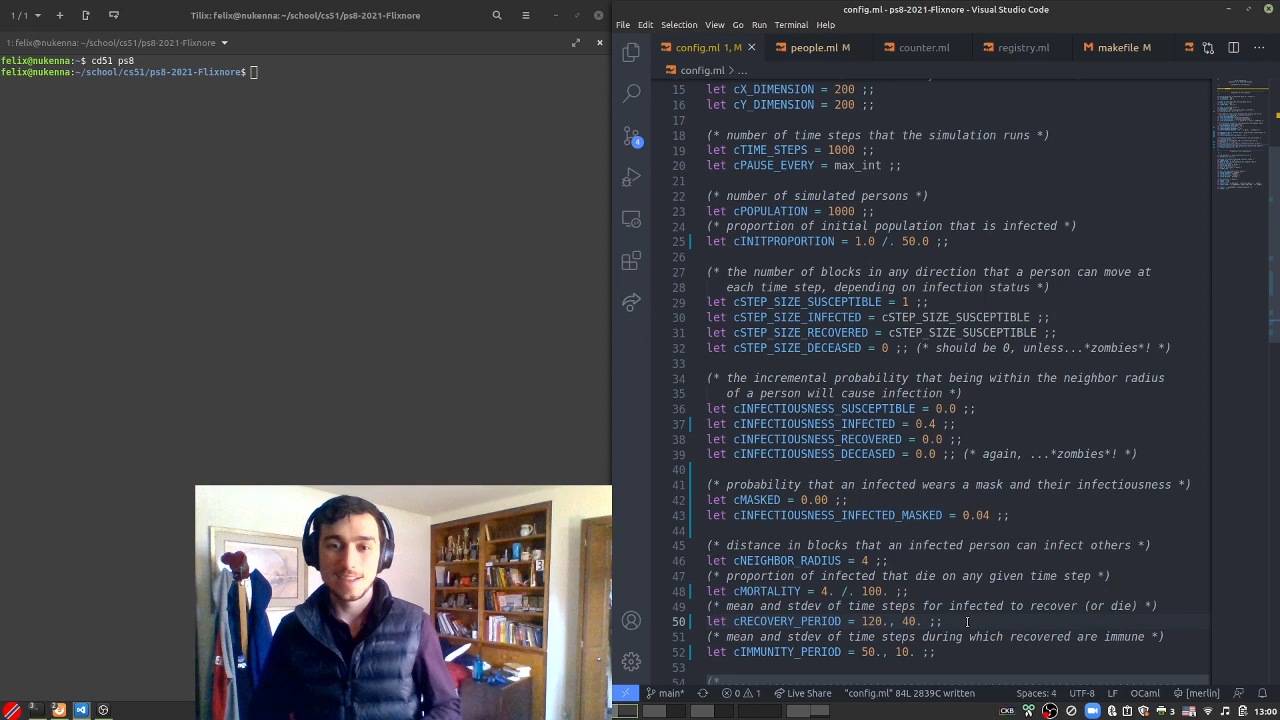 1 / 1
Tilix: felix@nukenna:~/school/cs51/ps8-2021-Flixnore
1: felix@nukenna:~/school/cs51/ps8-2021-Flixnore
felix@nukenna:~$ cd51 ps8
felix@nukenna:~/school/cs51/ps8-2021-Flixnore$
config.ml - ps8-2021-Flixnore - Visual Studio Code
File Edit Selection View Go Run Terminal Help
config.ml 1, M people.ml M counter.ml registry.ml makefile M
config.ml > ...
15 let cX_DIMENSION = 200 ;;
16 let cY_DIMENSION = 200 ;;
17
18 (* number of time steps that the simulation runs *)
19 let cTIME_STEPS = 1000 ;;
20 let cPAUSE_EVERY = max_int ;;
21
22 (* number of simulated persons *)
23 let cPOPULATION = 1000 ;;
24 (* proportion of initial population that is infected *)
25 let cINITPROPORTION = 1.0 /. 50.0 ;;
26
27 (* the number of blocks in any direction that a person can move at
28 each time step, depending on infection status *)
29 let cSTEP_SIZE_SUSCEPTIBLE = 1 ;;
30 let cSTEP_SIZE_INFECTED = cSTEP_SIZE_SUSCEPTIBLE ;;
31 let cSTEP_SIZE_RECOVERED = cSTEP_SIZE_SUSCEPTIBLE ;;
32 let cSTEP_SIZE_DECEASED = 0 ;; (* should be 0, unless...*zombies*! *)
33
34 (* the incremental probability that being within the neighbor radius
35 of a person will cause infection *)
36 let cINFECTIOUSNESS_SUSCEPTIBLE = 0.0 ;;
37 let cINFECTIOUSNESS_INFECTED = 0.4 ;;
38 let cINFECTIOUSNESS_RECOVERED = 0.0 ;;
39 let cINFECTIOUSNESS_DECEASED = 0.0 ;; (* again, ...*zombies*! *)
40
41 (* probability that an infected wears a mask and their infectiousness *)
42 let cMASKED = 0.00 ;;
43 let cINFECTIOUSNESS_INFECTED_MASKED = 0.04 ;;
44
45 (* distance in blocks that an infected person can infect others *)
46 let cNEIGHBOR_RADIUS = 4 ;;
47 (* proportion of infected that die on any given time step *)
48 let cMORTALITY = 4. /. 100. ;;
49 (* mean and stdev of time steps for infected to recover (or die) *)
50 let cRECOVERY_PERIOD = 120., 40. ;;
51 (* mean and stdev of time steps during which recovered are immune *)
52 let cIMMUNITY_PERIOD = 50., 10. ;;
53
54 (*
4
main* 0 1 Live Share "config.ml" 84L 2839C written Spaces: 4 UTF-8 LF OCaml [merlin]
CKB 3 13:00